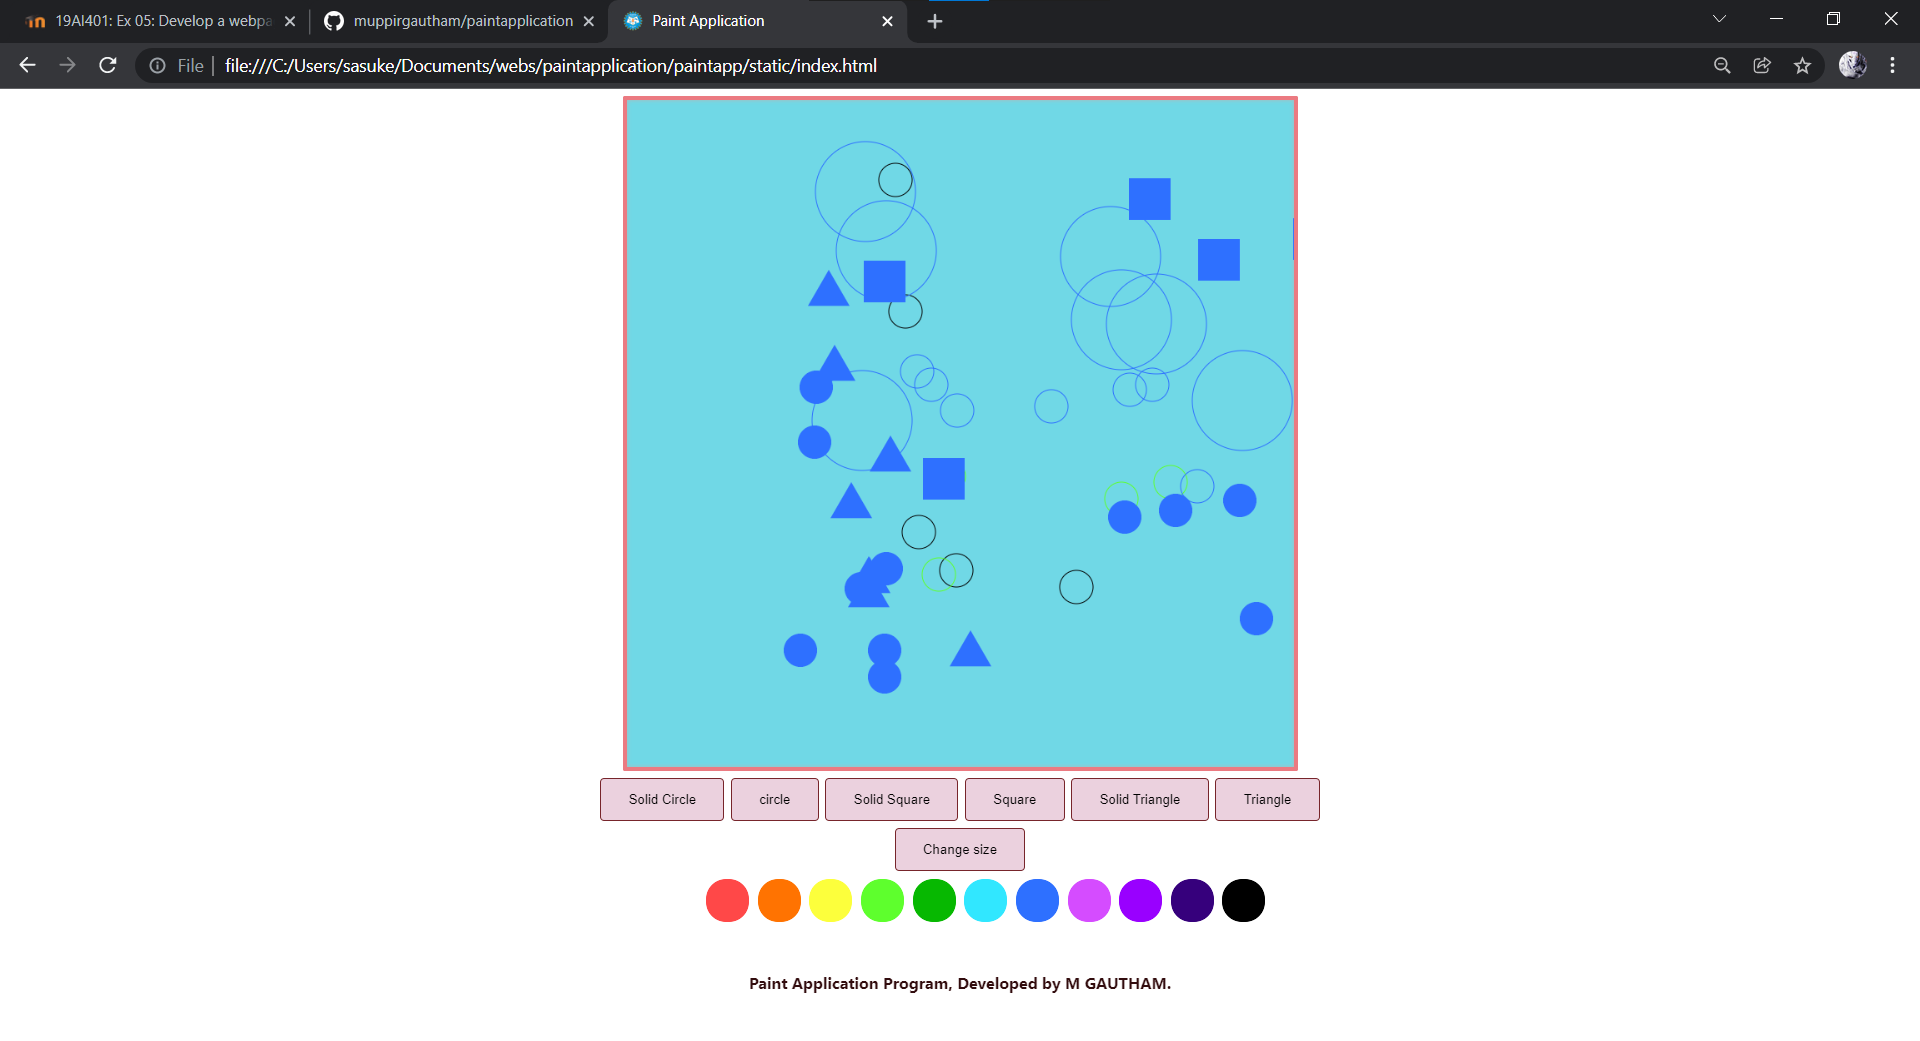 19AI401: Ex 05: Develop a webpa
muppirgautham/paintapplication
Paint Application
File
file:///C:/Users/sasuke/Documents/webs/paintapplication/paintapp/static/index.html
Solid Circle
circle
Solid Square
Square
Solid Triangle
Triangle
Change size
Paint Application Program, Developed by M GAUTHAM.